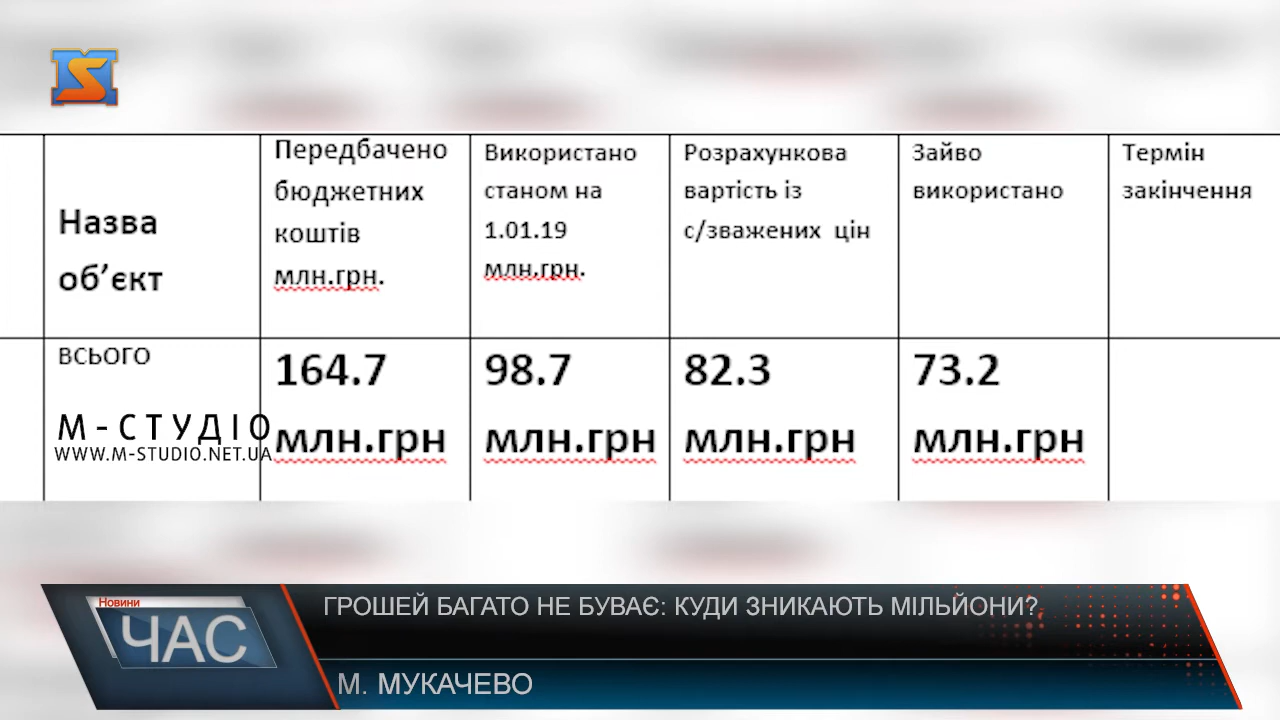 Назва
об’єкт
Передбачено
бюджетних
коштів
млн.грн.
Використано
станом на
1.01.19
млн.грн.
Розрахункова
вартість із
с/зважених цін
Зайво
використано
Термін
закінчення
ВСЬОГО
164.7
млн.грн
98.7
млн.грн
82.3
млн.грн
73.2
млн.грн
М-СТУДІО
WWW.M-STUDIO.NET.UA
Новини
ЧАС
ГРОШЕЙ БАГАТО НЕ БУВАЄ: КУДИ ЗНИКАЮТЬ МІЛЬЙОНИ?
М. МУКАЧЕВО